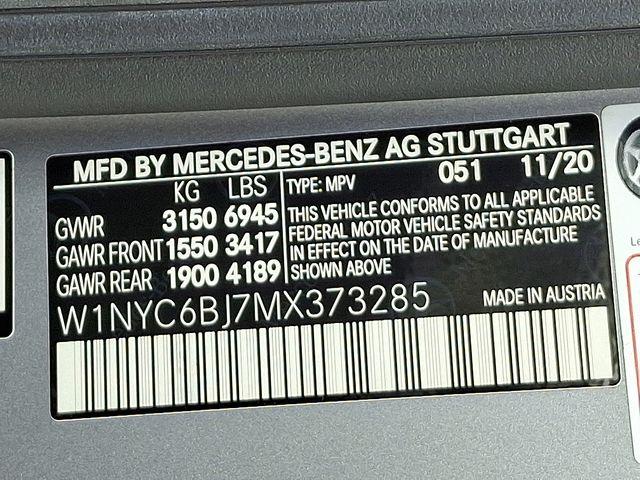 MFD BY MERCEDES-BENZ AG STUTTGART
KG LBS
GVWR 3150 6945
GAWR FRONT 1550 3417
GAWR REAR 1900 4189
TYPE: MPV 051 11/20
THIS VEHICLE CONFORMS TO ALL APPLICABLE
FEDERAL MOTOR VEHICLE SAFETY STANDARDS
IN EFFECT ON THE DATE OF MANUFACTURE
SHOWN ABOVE
W1NYC6BJ7MX373285 MADE IN AUSTRIA